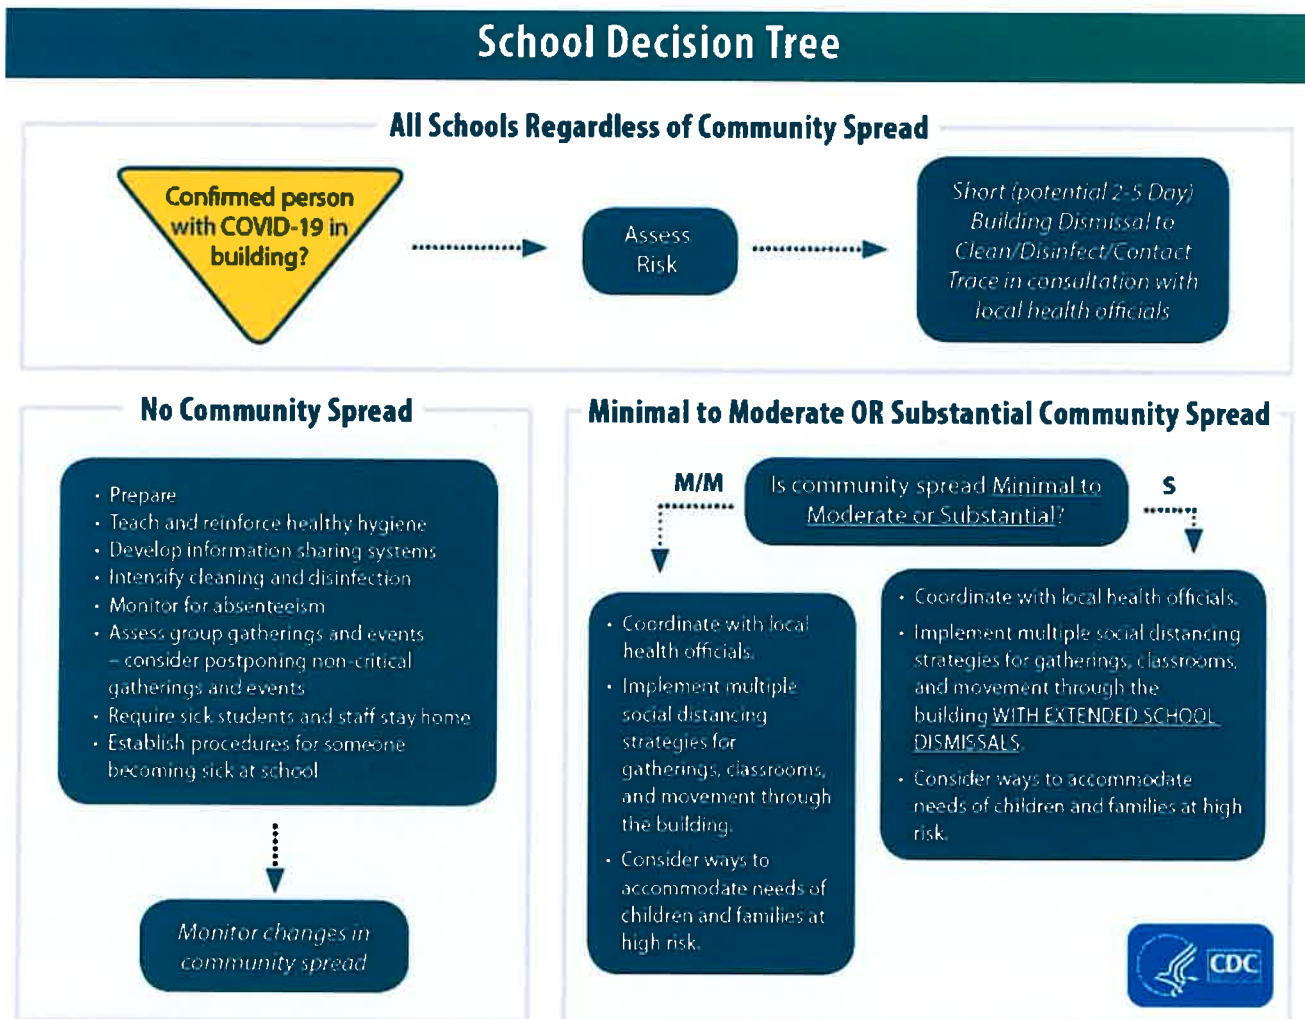 School Decision Tree
All Schools Regardless of Community Spread
Confirmed person
with COVID-19 in
building?
Assess
Risk
Short (potential 2-5 Day)
Building Dismissal to
Clean/Disinfect/Contact
Trace in consultation with
local health officials
No Community Spread
• Prepare
• Teach and reinforce healthy hygiene
• Develop information sharing systems
• Intensify cleaning and disinfection
• Monitor for absenteeism
• Assess group gatherings and events
– consider postponing non-critical
gatherings and events
• Require sick students and staff stay home
• Establish procedures for someone
becoming sick at school
Monitor changes in
community spread
Minimal to Moderate OR Substantial Community Spread
M/M
Is community spread Minimal to
Moderate or Substantial?
S
• Coordinate with local
health officials.
• Implement multiple
social distancing
strategies for
gatherings, classrooms,
and movement through
the building.
• Consider ways to
accommodate needs of
children and families at
high risk.
• Coordinate with local health officials.
• Implement multiple social distancing
strategies for gatherings, classrooms,
and movement through the
building WITH EXTENDED SCHOOL
DISMISSALS.
• Consider ways to accommodate
needs of children and families at high
risk.
CDC